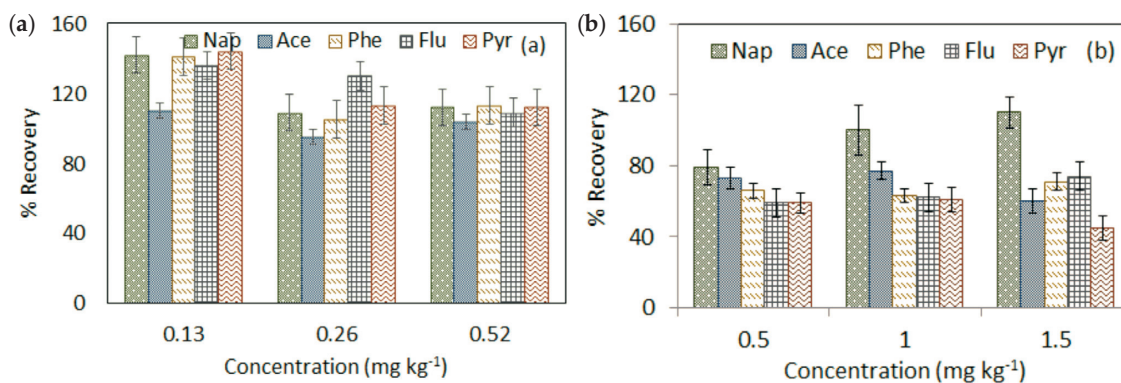 (a)
160
120
80
40
0
% Recovery
Nap Ace Phe Flu Pyr (a)
0.13 0.26 0.52
Concentration (mg kg⁻¹)
(b)
160
120
80
40
0
% Recovery
Nap Ace Phe Flu Pyr (b)
0.5 1 1.5
Concentration (mg kg⁻¹)